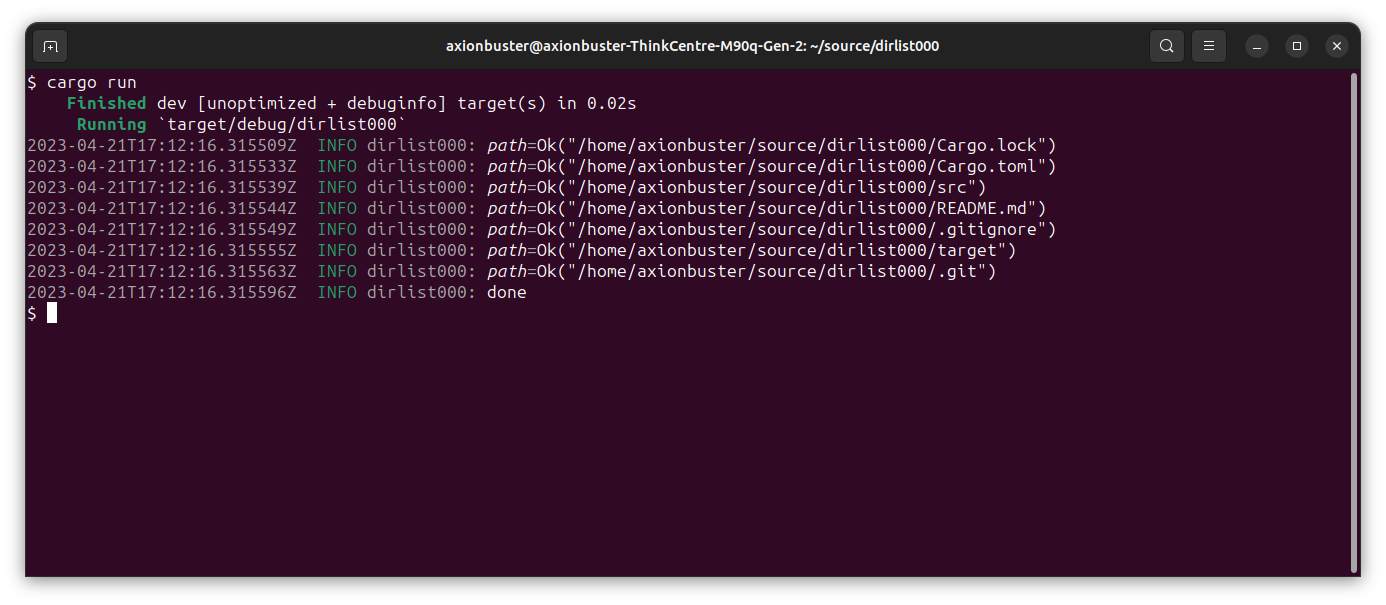 axionbuster@axionbuster-ThinkCentre-M90q-Gen-2: ~/source/dirlist000
$ cargo run
    Finished dev [unoptimized + debuginfo] target(s) in 0.02s
     Running `target/debug/dirlist000`
2023-04-21T17:12:16.315509Z  INFO dirlist000: path=Ok("/home/axionbuster/source/dirlist000/Cargo.lock")
2023-04-21T17:12:16.315533Z  INFO dirlist000: path=Ok("/home/axionbuster/source/dirlist000/Cargo.toml")
2023-04-21T17:12:16.315539Z  INFO dirlist000: path=Ok("/home/axionbuster/source/dirlist000/src")
2023-04-21T17:12:16.315544Z  INFO dirlist000: path=Ok("/home/axionbuster/source/dirlist000/README.md")
2023-04-21T17:12:16.315549Z  INFO dirlist000: path=Ok("/home/axionbuster/source/dirlist000/.gitignore")
2023-04-21T17:12:16.315555Z  INFO dirlist000: path=Ok("/home/axionbuster/source/dirlist000/target")
2023-04-21T17:12:16.315563Z  INFO dirlist000: path=Ok("/home/axionbuster/source/dirlist000/.git")
2023-04-21T17:12:16.315596Z  INFO dirlist000: done
$